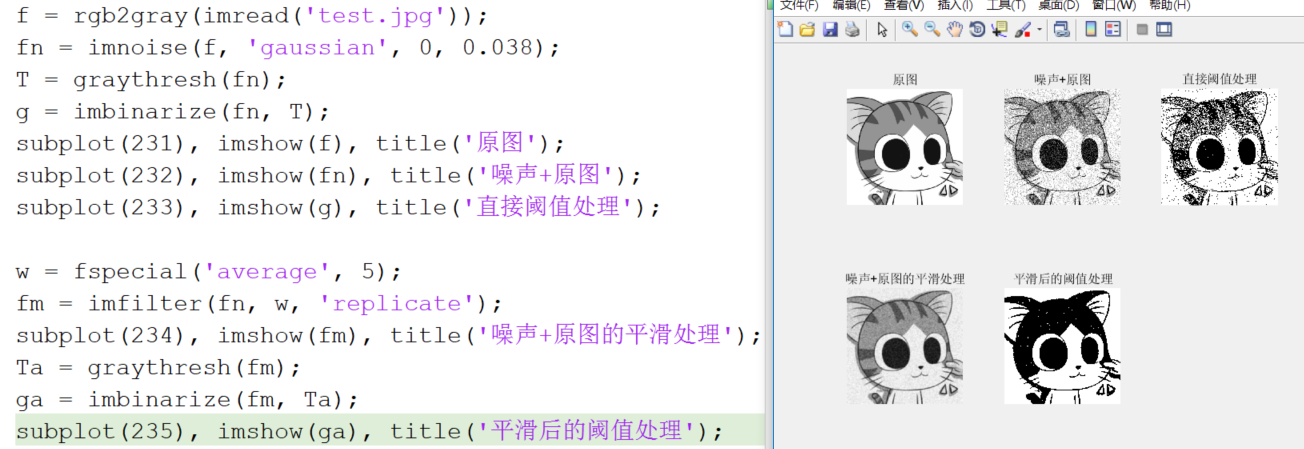 f = rgb2gray(imread('test.jpg'));
fn = imnoise(f, 'gaussian', 0, 0.038);
T = graythresh(fn);
g = imbinarize(fn, T);
subplot(231), imshow(f), title('原图');
subplot(232), imshow(fn), title('噪声+原图');
subplot(233), imshow(g), title('直接阈值处理');
w = fspecial('average', 5);
fm = imfilter(fn, w, 'replicate');
subplot(234), imshow(fm), title('噪声+原图的平滑处理');
Ta = graythresh(fm);
ga = imbinarize(fm, Ta);
subplot(235), imshow(ga), title('平滑后的阈值处理');
文件(F) 编辑(E) 查看(V) 插入(I) 工具(T) 桌面(D) 窗口(W) 帮助(H)
原图
噪声+原图
直接阈值处理
噪声+原图的平滑处理
平滑后的阈值处理